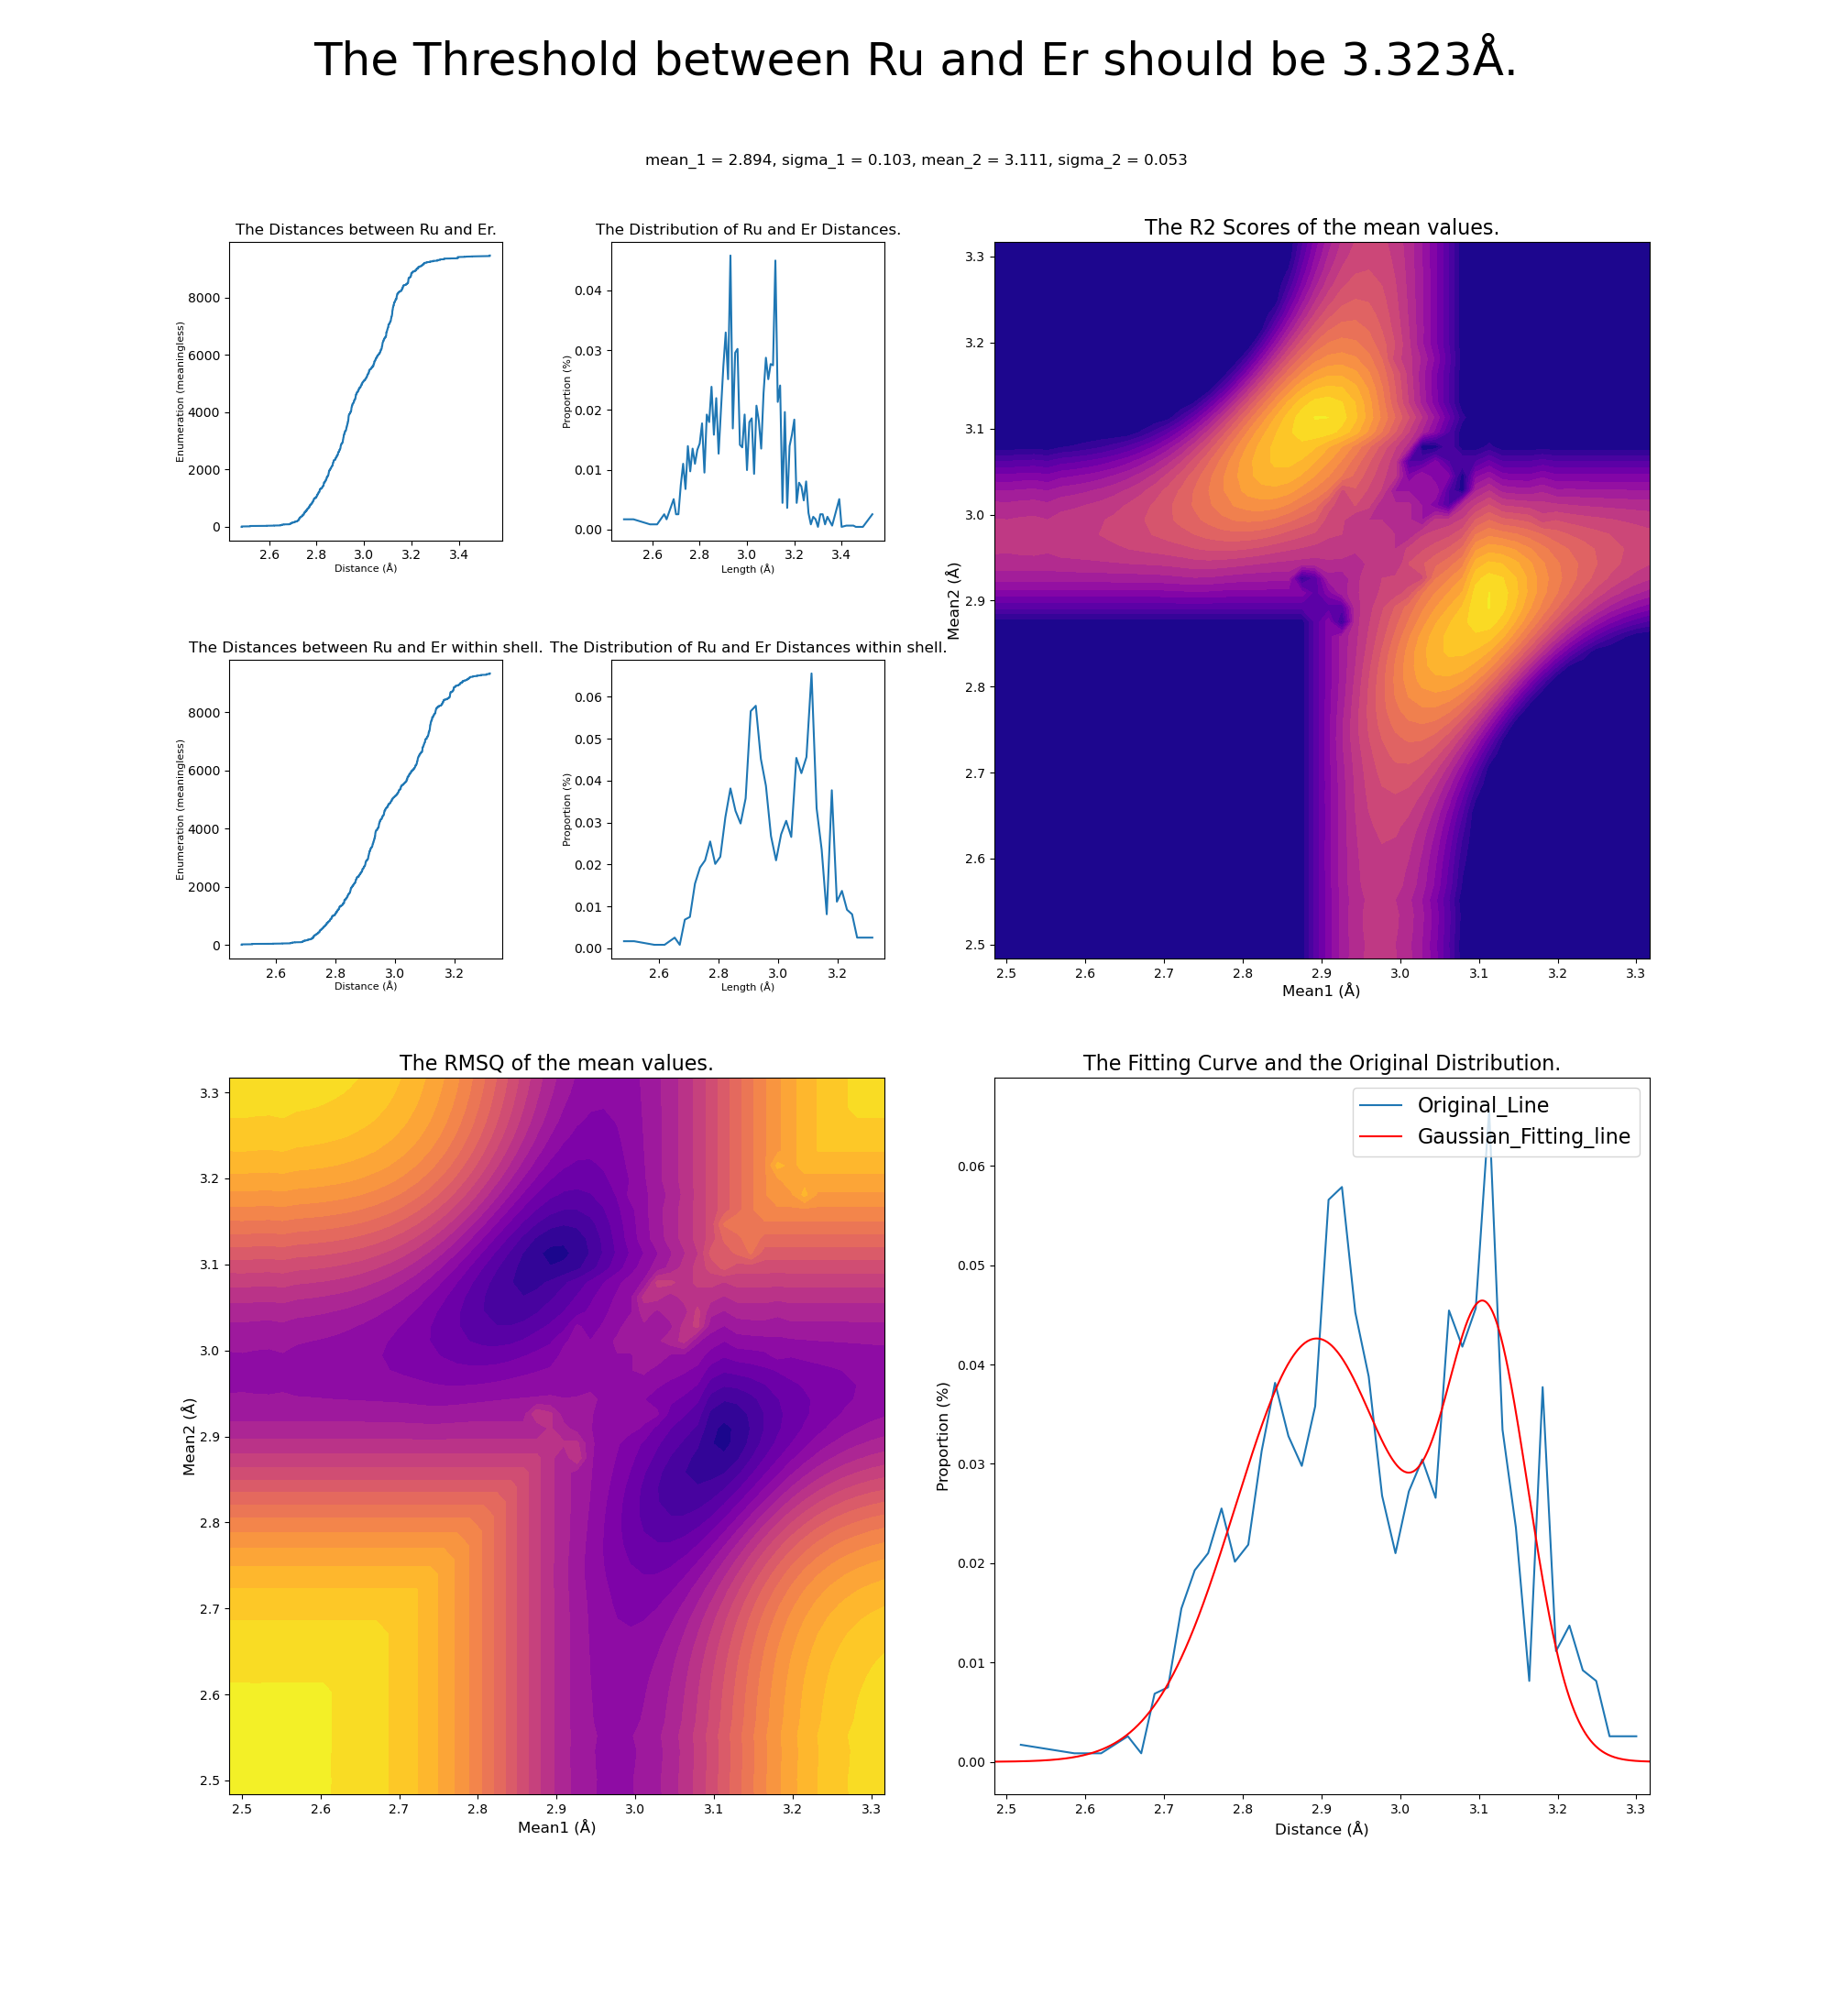 The Threshold between Ru and Er should be 3.323Å.
mean_1 = 2.894, sigma_1 = 0.103, mean_2 = 3.111, sigma_2 = 0.053
The Distances between Ru and Er.
Enumeration (meaningless)
8000
6000
4000
2000
0
2.6 2.8 3.0 3.2 3.4
Distance (Å)
The Distribution of Ru and Er Distances.
Proportion (%)
0.04
0.03
0.02
0.01
0.00
2.6 2.8 3.0 3.2 3.4
Length (Å)
The Distances between Ru and Er within shell.
Enumeration (meaningless)
8000
6000
4000
2000
0
2.6 2.8 3.0 3.2
Distance (Å)
The Distribution of Ru and Er Distances within shell.
Proportion (%)
0.06
0.05
0.04
0.03
0.02
0.01
0.00
2.6 2.8 3.0 3.2
Length (Å)
The R2 Scores of the mean values.
Mean2 (Å)
3.3
3.2
3.1
3.0
2.9
2.8
2.7
2.6
2.5
2.5 2.6 2.7 2.8 2.9 3.0 3.1 3.2 3.3
Mean1 (Å)
The RMSQ of the mean values.
Mean2 (Å)
3.3
3.2
3.1
3.0
2.9
2.8
2.7
2.6
2.5
2.5 2.6 2.7 2.8 2.9 3.0 3.1 3.2 3.3
Mean1 (Å)
The Fitting Curve and the Original Distribution.
Original_Line
Gaussian_Fitting_line
Proportion (%)
0.06
0.05
0.04
0.03
0.02
0.01
0.00
2.5 2.6 2.7 2.8 2.9 3.0 3.1 3.2 3.3
Distance (Å)